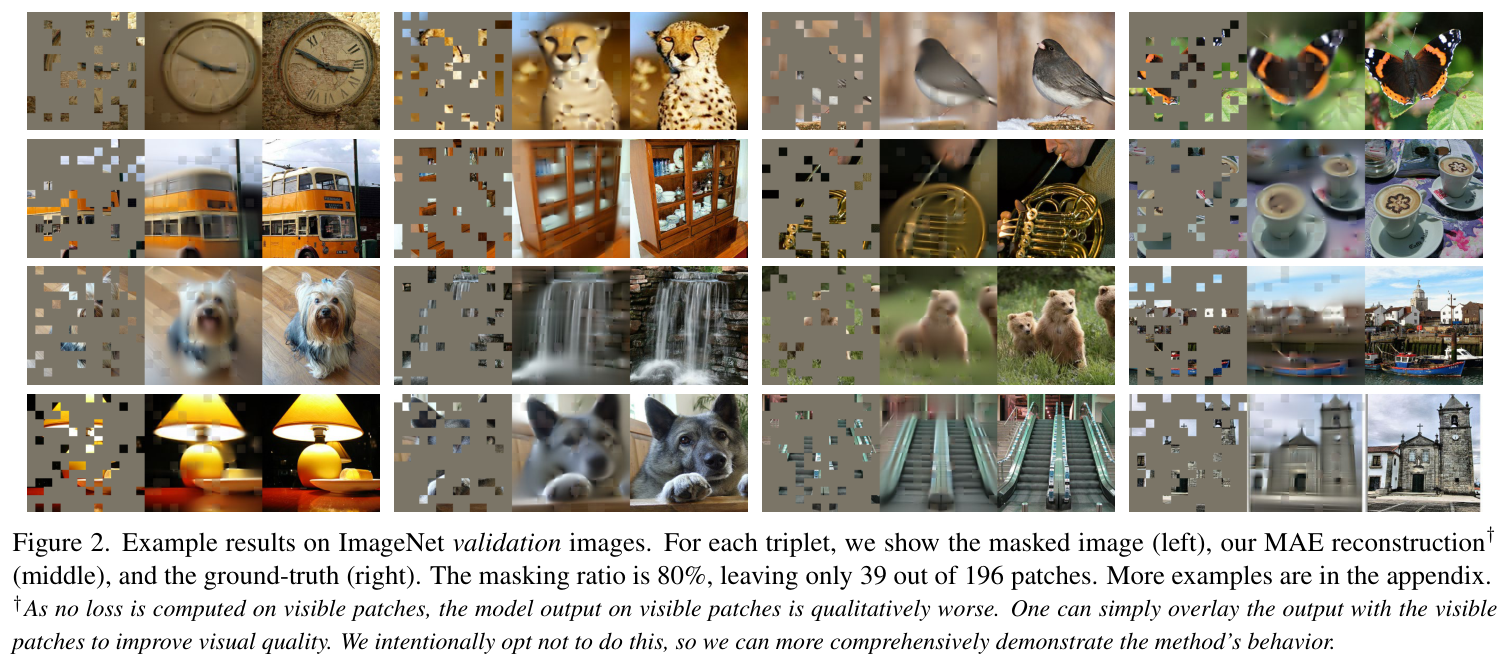 Figure 2. Example results on ImageNet validation images. For each triplet, we show the masked image (left), our MAE reconstruction†
(middle), and the ground-truth (right). The masking ratio is 80%, leaving only 39 out of 196 patches. More examples are in the appendix.
†As no loss is computed on visible patches, the model output on visible patches is qualitatively worse. One can simply overlay the output with the visible
patches to improve visual quality. We intentionally opt not to do this, so we can more comprehensively demonstrate the method’s behavior.